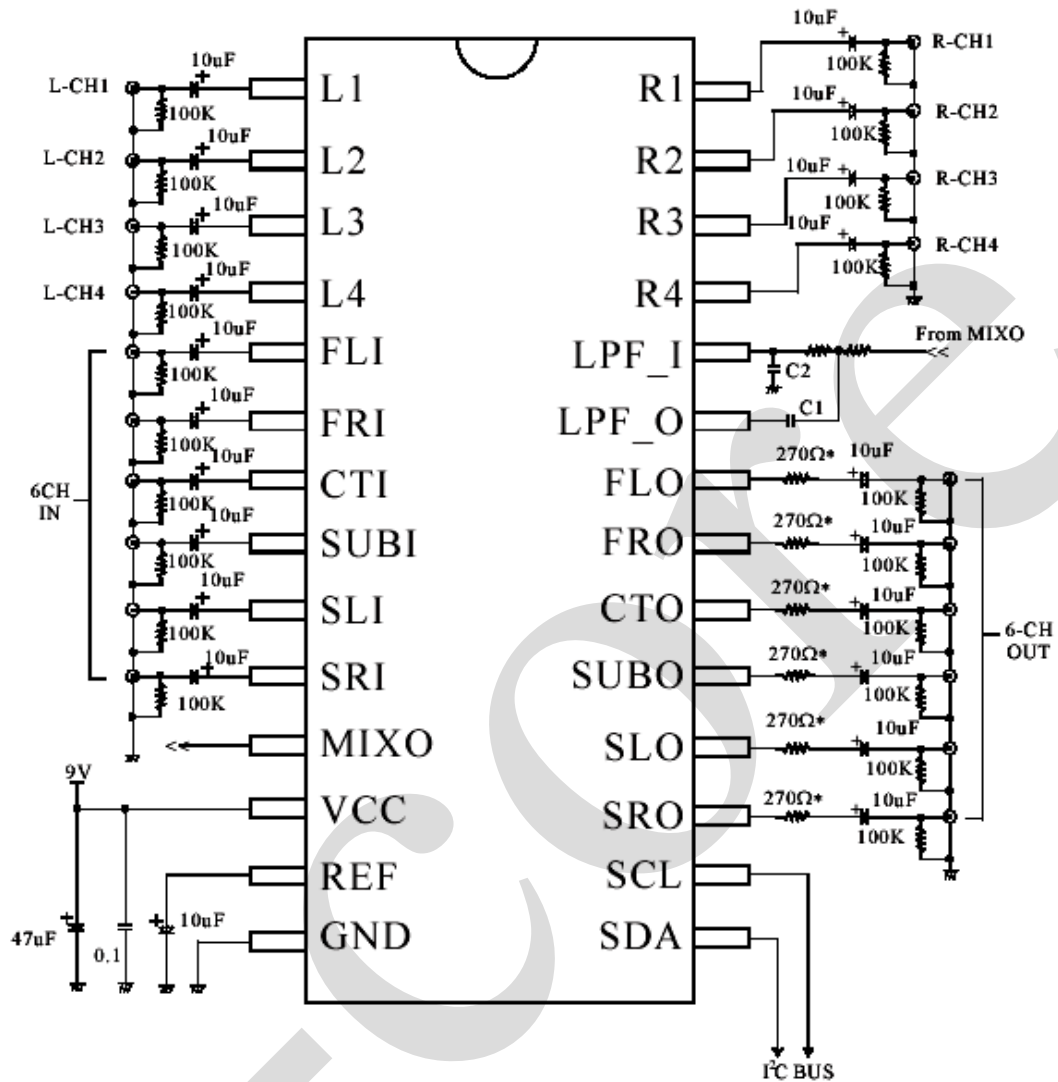 10uF
R-CH1
100K
10uF
L-CH1
L1
100K
R1
10uF
R-CH2
100K
10uF
L-CH2
L2
100K
R2
10uF
R-CH3
100K
10uF
L-CH3
L3
100K
R3
10uF
R-CH4
100K
10uF
L-CH4
L4
100K
R4
10uF
FLI
100K
LPF_I
From MIXO
<<
C2
10uF
FRI
100K
LPF_O
C1
10uF
CTI
100K
FLO
270Ω*
10uF
100K
6CH
IN
10uF
SUBI
100K
FRO
270Ω*
10uF
100K
10uF
SLI
100K
CTO
270Ω*
10uF
100K
6-CH
OUT
10uF
SRI
100K
SUBO
270Ω*
10uF
100K
MIXO
SLO
270Ω*
10uF
100K
9V
VCC
SRO
270Ω*
10uF
100K
REF
SCL
47uF
0.1
10uF
GND
SDA
I²C BUS
core